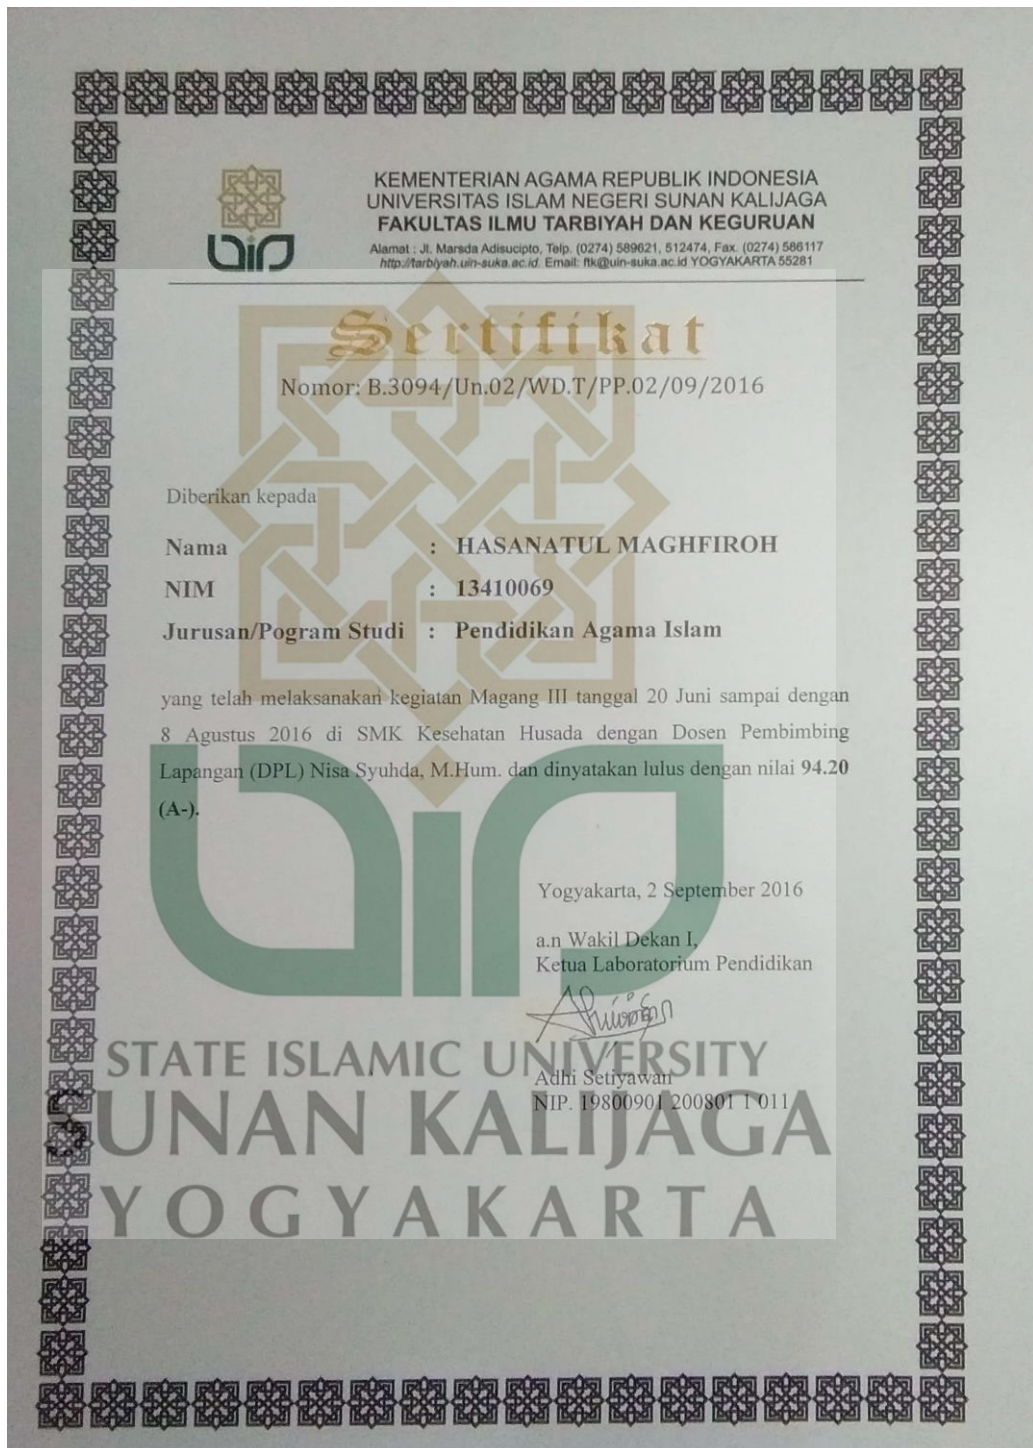 KEMENTERIAN AGAMA REPUBLIK INDONESIA
UNIVERSITAS ISLAM NEGERI SUNAN KALIJAGA
FAKULTAS ILMU TARBIYAH DAN KEGURUAN
Alamat : Jl. Marsda Adisucipto, Telp. (0274) 589621, 512474, Fax. (0274) 586117
http://tarbiyah.uin-suka.ac.id. Email: ftk@uin-suka.ac.id YOGYAKARTA 55281
Sertifikat
Nomor: B.3094/Un.02/WD.T/PP.02/09/2016
Diberikan kepada
Nama : HASANATUL MAGHFIROH
NIM : 13410069
Jurusan/Pogram Studi : Pendidikan Agama Islam
yang telah melaksanakan kegiatan Magang III tanggal 20 Juni sampai dengan
8 Agustus 2016 di SMK Kesehatan Husada dengan Dosen Pembimbing
Lapangan (DPL) Nisa Syuhda, M.Hum. dan dinyatakan lulus dengan nilai 94.20
(A-).
Yogyakarta, 2 September 2016
a.n Wakil Dekan I,
Ketua Laboratorium Pendidikan
Adhi Setiyawan
NIP. 19800901 200801 1 011
STATE ISLAMIC UNIVERSITY
SUNAN KALIJAGA
YOGYAKARTA